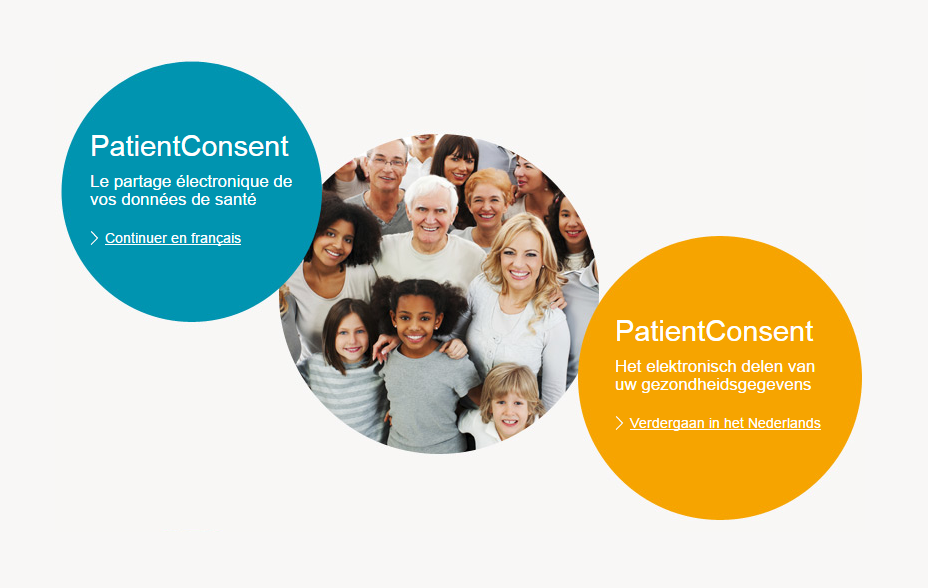 PatientConsent
Le partage électronique de
vos données de santé
Continuer en français
PatientConsent
Het elektronisch delen van
uw gezondheidsgegevens
Verdergaan in het Nederlands